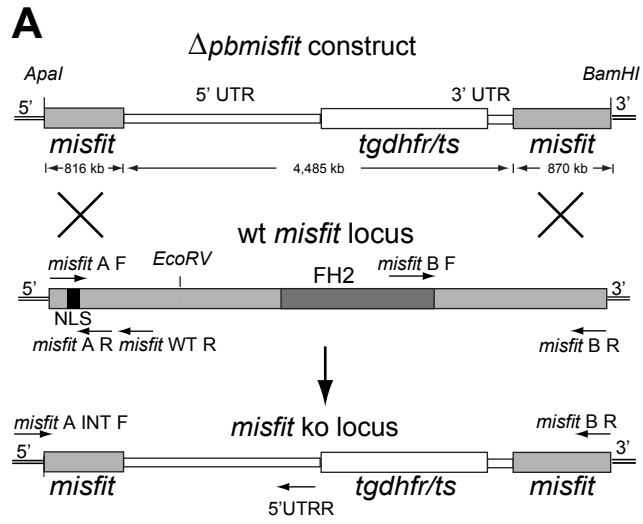 A
Δpbmisfit construct
ApaI
BamHI
5' UTR
3' UTR
5'
3'
misfit
tgdhfr/ts
misfit
816 kb
4,485 kb
870 kb
wt misfit locus
misfit A F
EcoRV
misfit B F
5'
FH2
3'
NLS
misfit A R
misfit WT R
misfit B R
misfit A INT F
misfit ko locus
misfit B R
5'
3'
misfit
tgdhfr/ts
misfit
5'UTRR